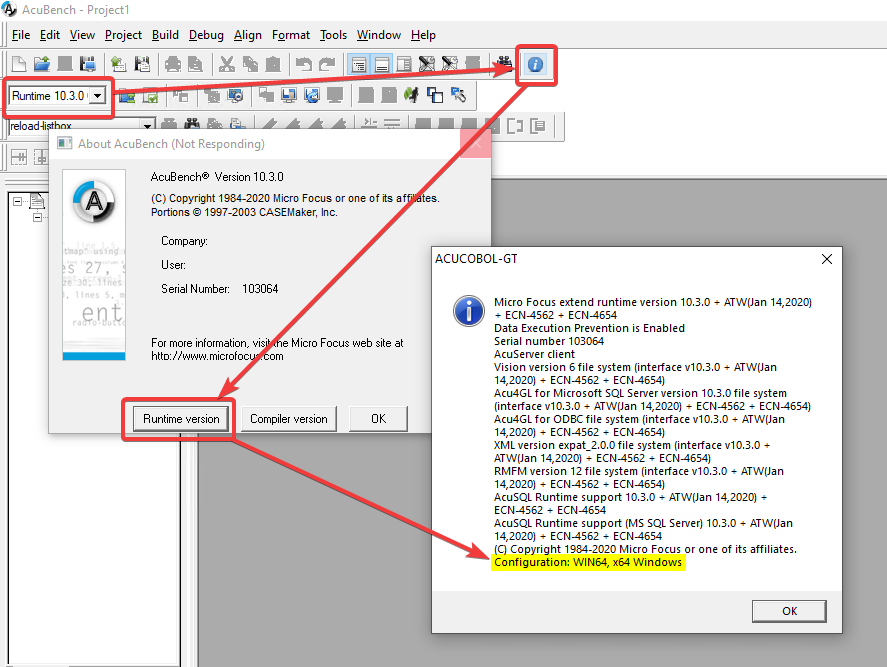 AcuBench - Project1
File Edit View Project Build Debug Align Format Tools Window Help
Runtime 10.3.0
reload-listbox
About AcuBench (Not Responding)
AcuBench® Version 10.3.0
(C) Copyright 1984-2020 Micro Focus or one of its affiliates.
Portions © 1997-2003 CASEMaker, Inc.
Company:
User:
Serial Number: 103064
For more information, visit the Micro Focus web site at
http://www.microfocus.com
Runtime version Compiler version OK
ACUCOBOL-GT
Micro Focus extend runtime version 10.3.0 + ATW(Jan 14,2020)
+ ECN-4562 + ECN-4654
Data Execution Prevention is Enabled
Serial number 103064
AcuServer client
Vision version 6 file system (interface v10.3.0 + ATW(Jan
14,2020) + ECN-4562 + ECN-4654)
Acu4GL for Microsoft SQL Server version 10.3.0 file system
(interface v10.3.0 + ATW(Jan 14,2020) + ECN-4562 + ECN-4654)
Acu4GL for ODBC file system (interface v10.3.0 + ATW(Jan
14,2020) + ECN-4562 + ECN-4654)
XML version expat_2.0.0 file system (interface v10.3.0 +
ATW(Jan 14,2020) + ECN-4562 + ECN-4654)
RMFM version 12 file system (interface v10.3.0 + ATW(Jan
14,2020) + ECN-4562 + ECN-4654)
AcuSQL Runtime support 10.3.0 + ATW(Jan 14,2020) +
ECN-4562 + ECN-4654
AcuSQL Runtime support (MS SQL Server) 10.3.0 + ATW(Jan
14,2020) + ECN-4562 + ECN-4654
(C) Copyright 1984-2020 Micro Focus or one of its affiliates.
Configuration: WIN64, x64 Windows
OK